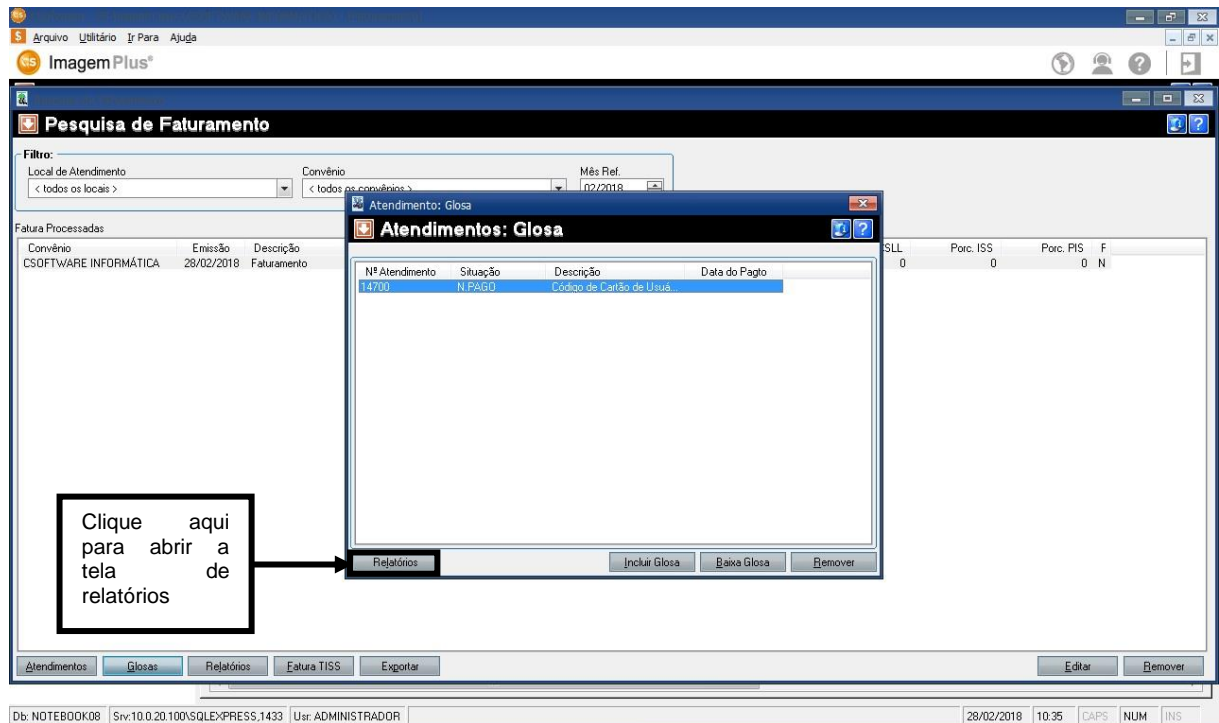 Arquivo Utilitário Ir Para Ajuda
ImagemPlus®
Pesquisa de Faturamento
Filtro:
Local de Atendimento Convênio Mês Ref.
< todos os locais > < todos os convênios > 02/2018
Atendimento: Glosa
Atendimentos: Glosa
Fatura Processadas
Convênio Emissão Descrição CSLL Porc. ISS Porc. PIS F
CSOFTWARE INFORMÁTICA 28/02/2018 Faturamento 0 0 0 N
Nº Atendimento Situação Descrição Data do Pagto
14700 N.PAGO Código de Cartão de Usuá...
Clique aqui
para abrir a
tela de
relatórios
Relatórios Incluir Glosa Baixa Glosa Remover
Atendimentos Glosas Relatórios Fatura TISS Exportar Editar Remover
Db: NOTEBOOK08 Srv:10.0.20.100\SQLEXPRESS,1433 Usr: ADMINISTRADOR 28/02/2018 10:35 CAPS NUM INS